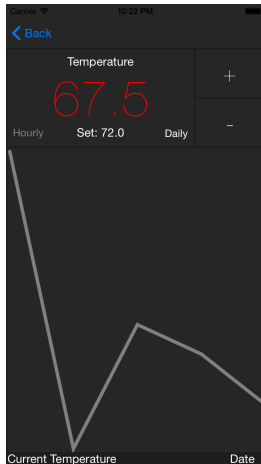 Carrier 10:22 PM
Back
Temperature
67.5
+
Hourly Set: 72.0 Daily
-
Current Temperature Date